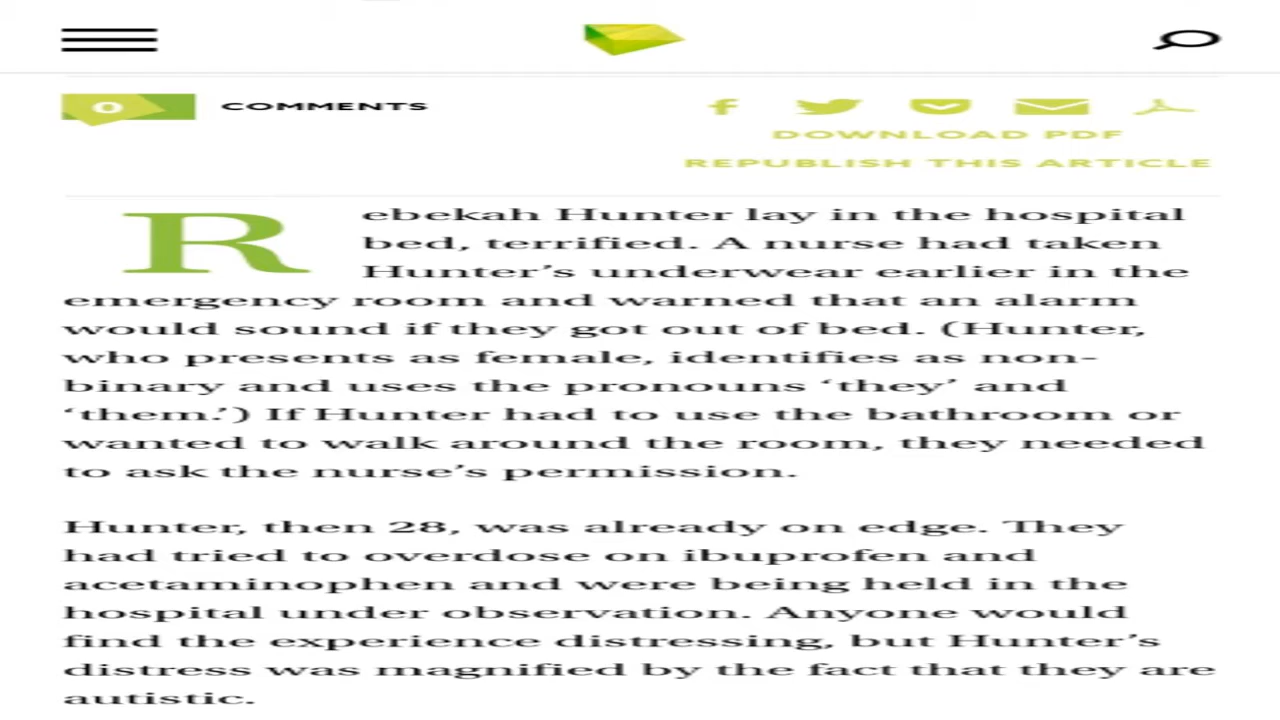 0 COMMENTS
DOWNLOAD PDF
REPUBLISH THIS ARTICLE
Rebekah Hunter lay in the hospital
bed, terrified. A nurse had taken
Hunter’s underwear earlier in the
emergency room and warned that an alarm
would sound if they got out of bed. (Hunter,
who presents as female, identifies as non-
binary and uses the pronouns ‘they’ and
‘them.’) If Hunter had to use the bathroom or
wanted to walk around the room, they needed
to ask the nurse’s permission.
Hunter, then 28, was already on edge. They
had tried to overdose on ibuprofen and
acetaminophen and were being held in the
hospital under observation. Anyone would
find the experience distressing, but Hunter’s
distress was magnified by the fact that they are
autistic.